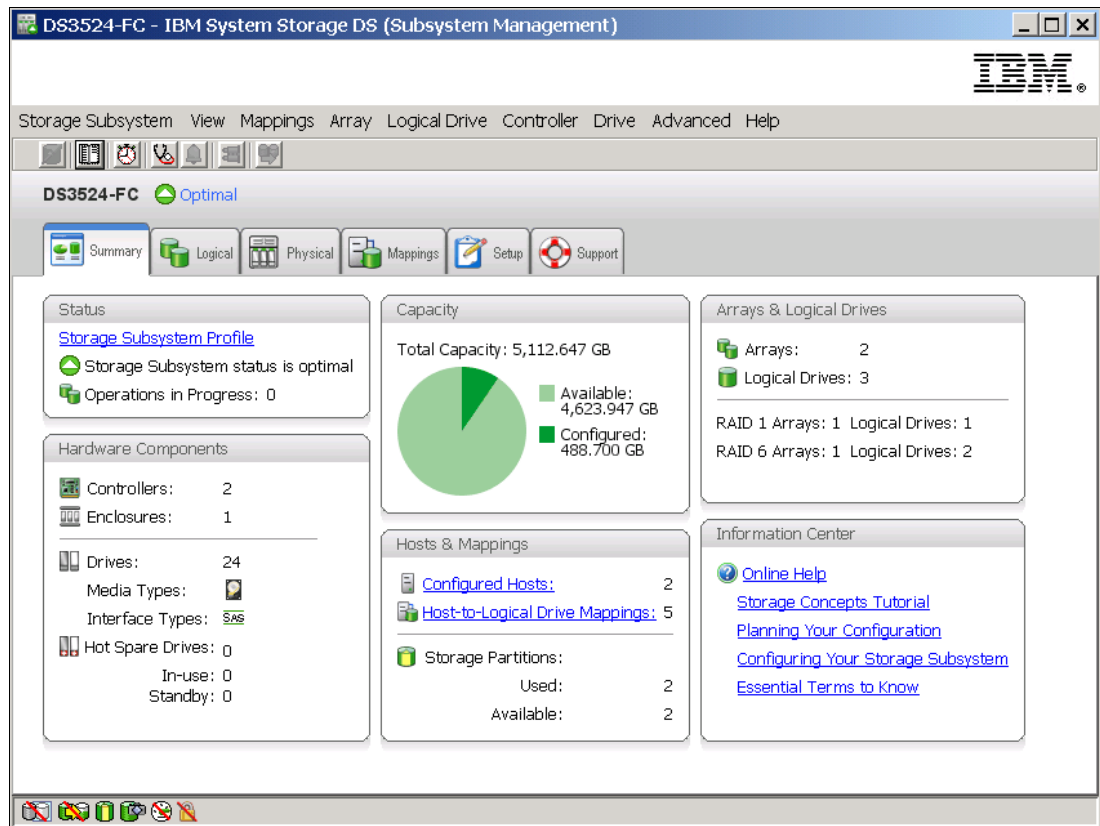 DS3524-FC - IBM System Storage DS (Subsystem Management)
IBM®
Storage Subsystem View Mappings Array Logical Drive Controller Drive Advanced Help
DS3524-FC Optimal
Summary Logical Physical Mappings Setup Support
Status
Storage Subsystem Profile
Storage Subsystem status is optimal
Operations in Progress: 0
Hardware Components
Controllers: 2
Enclosures: 1
Drives: 24
Media Types:
Interface Types: SAS
Hot Spare Drives: 0
In-use: 0
Standby: 0
Capacity
Total Capacity: 5,112.647 GB
Available:
4,623.947 GB
Configured:
488.700 GB
Hosts & Mappings
Configured Hosts: 2
Host-to-Logical Drive Mappings: 5
Storage Partitions:
Used: 2
Available: 2
Arrays & Logical Drives
Arrays: 2
Logical Drives: 3
RAID 1 Arrays: 1 Logical Drives: 1
RAID 6 Arrays: 1 Logical Drives: 2
Information Center
Online Help
Storage Concepts Tutorial
Planning Your Configuration
Configuring Your Storage Subsystem
Essential Terms to Know